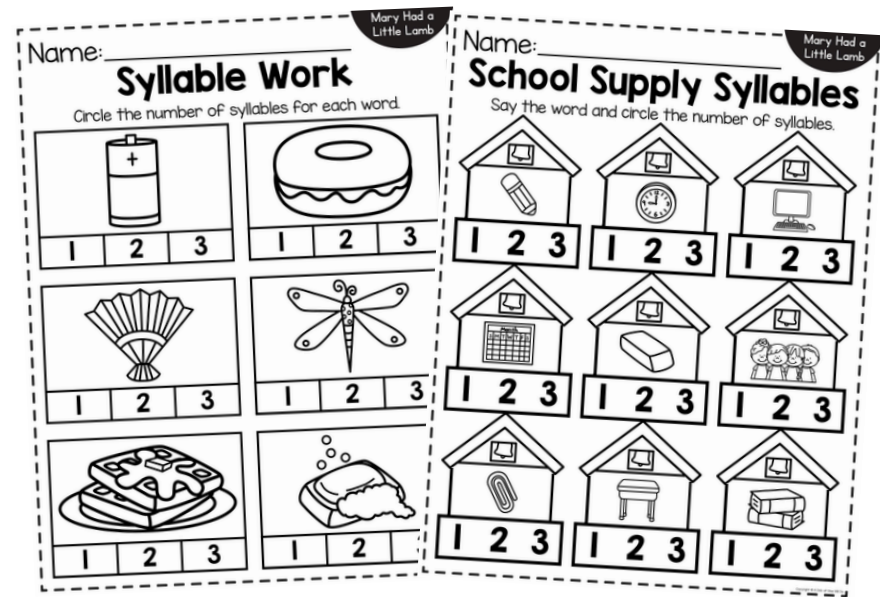 Mary Had a
Little Lamb
Name:
Syllable Work
Circle the number of syllables for each word.
+
1 2 3 1 2 3
1 2 3 1 2 3
1 2 3 1 2
Mary Had a
Little Lamb
Name:
School Supply Syllables
Say the word and circle the number of syllables.
1 2 3 1 2 3 1 2 3
1 2 3 1 2 3 1 2 3
1 2 3 1 2 3 1 2 3